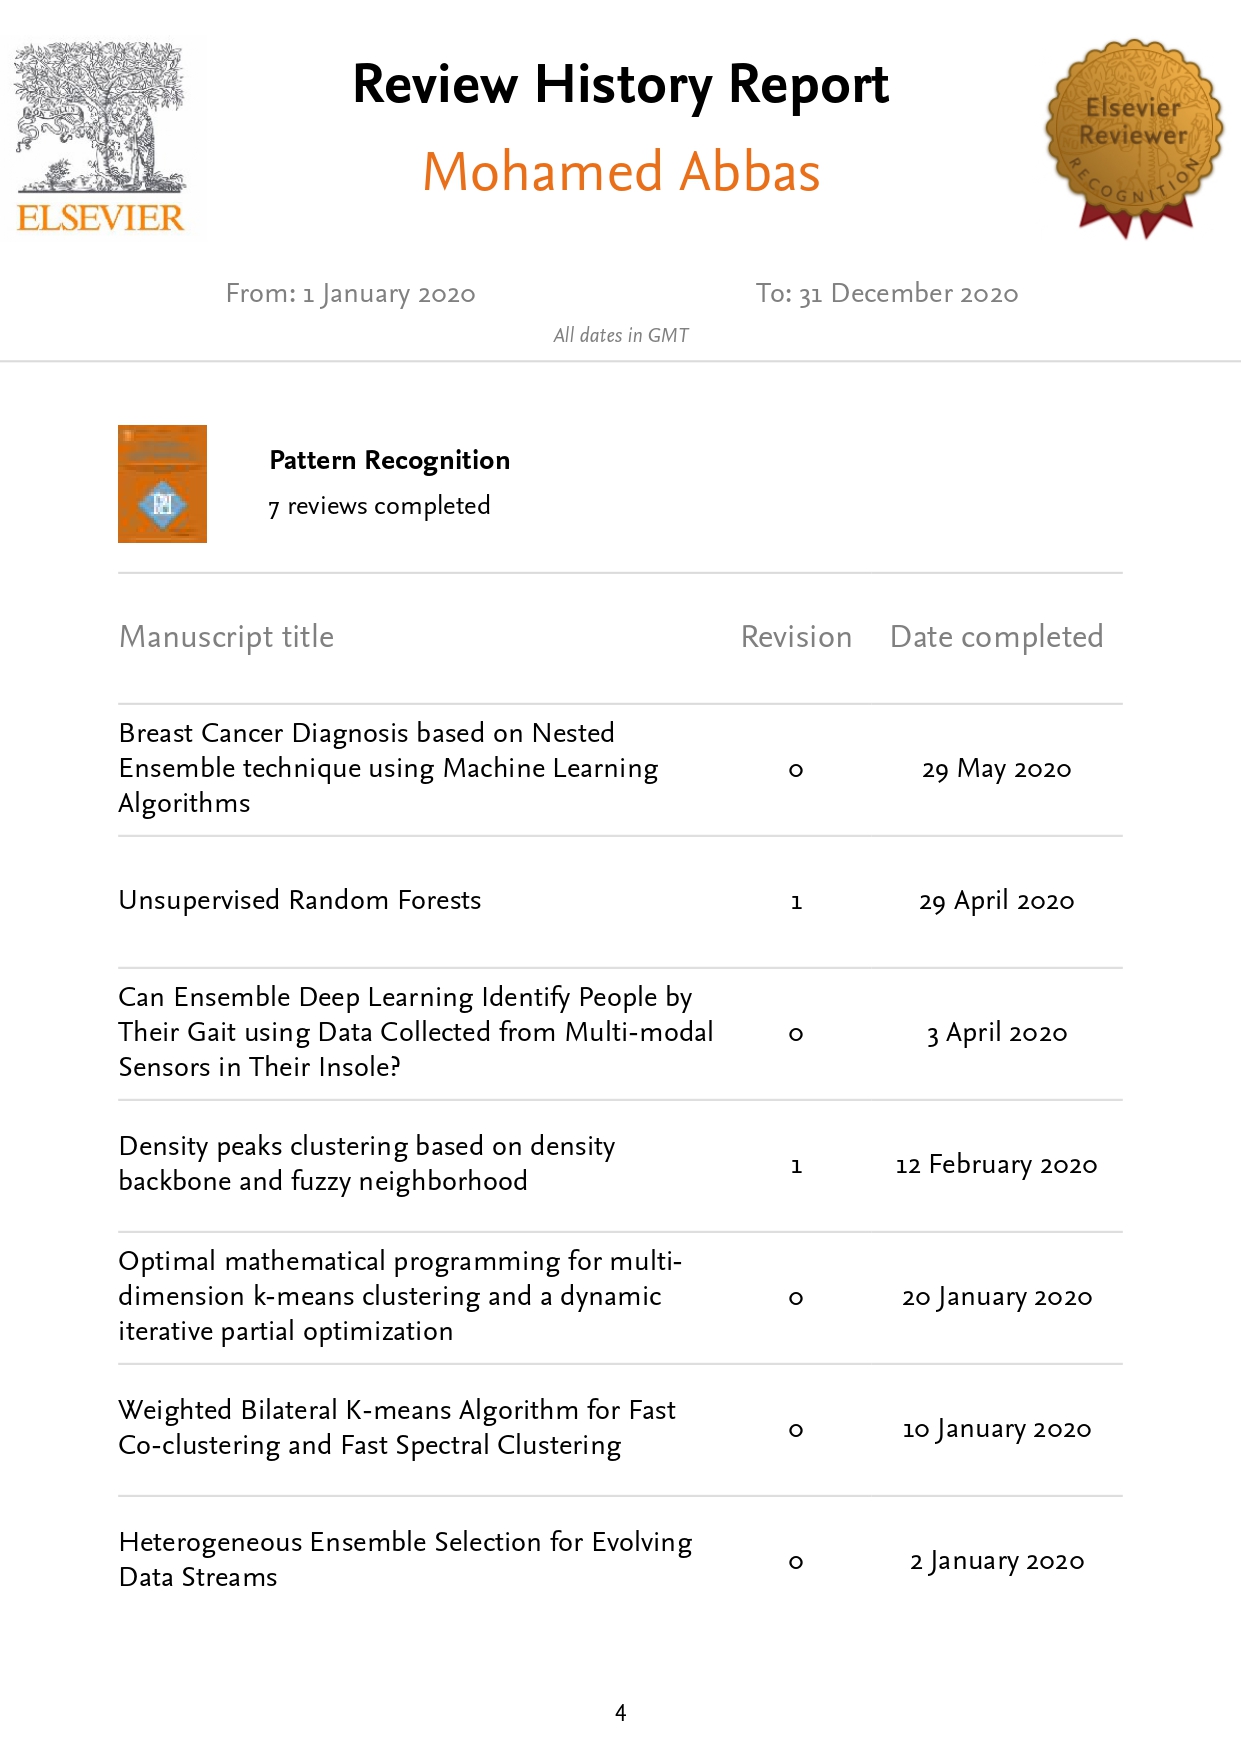 Review History Report
Mohamed Abbas
ELSEVIER
Elsevier
Reviewer
RECOGNITION
From: 1 January 2020
To: 31 December 2020
All dates in GMT
Pattern Recognition
7 reviews completed
Manuscript title Revision Date completed
Breast Cancer Diagnosis based on Nested
Ensemble technique using Machine Learning
Algorithms
0 29 May 2020
Unsupervised Random Forests 1 29 April 2020
Can Ensemble Deep Learning Identify People by
Their Gait using Data Collected from Multi-modal
Sensors in Their Insole?
0 3 April 2020
Density peaks clustering based on density
backbone and fuzzy neighborhood
1 12 February 2020
Optimal mathematical programming for multi-
dimension k-means clustering and a dynamic
iterative partial optimization
0 20 January 2020
Weighted Bilateral K-means Algorithm for Fast
Co-clustering and Fast Spectral Clustering
0 10 January 2020
Heterogeneous Ensemble Selection for Evolving
Data Streams
0 2 January 2020
4